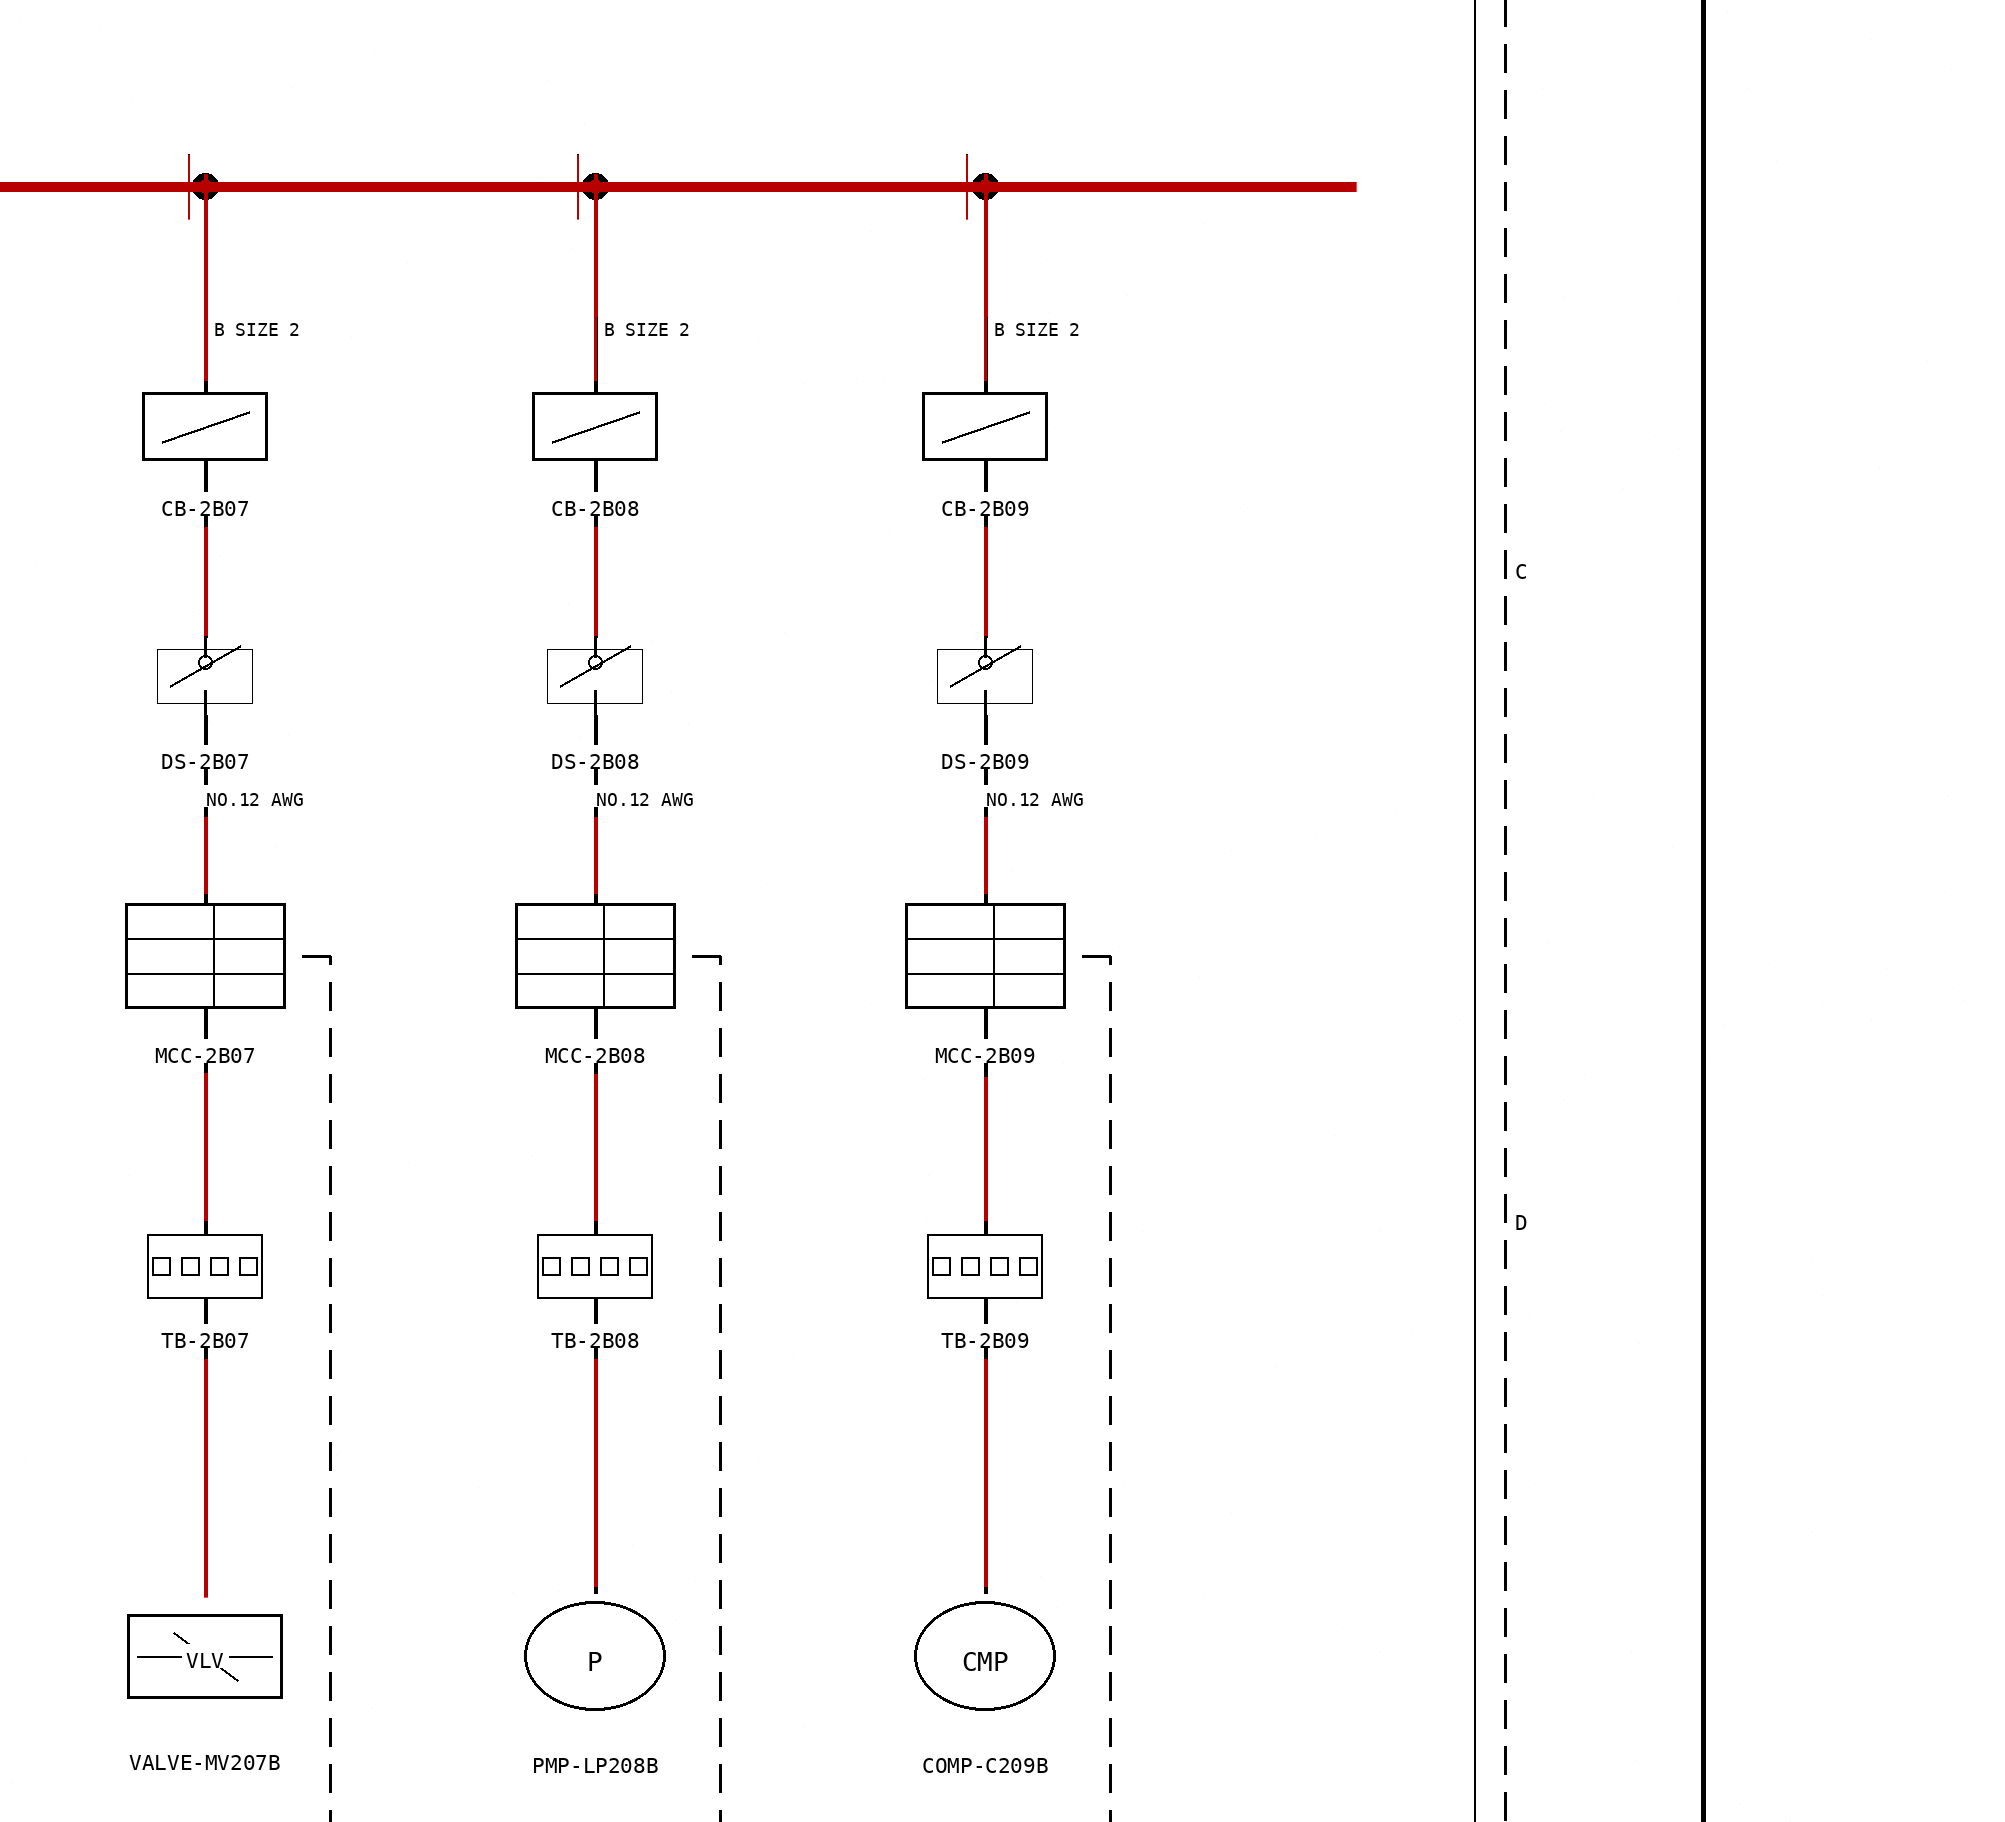 B SIZE 2
B SIZE 2
B SIZE 2
CB-2B07
CB-2B08
CB-2B09
C
DS-2B07
DS-2B08
DS-2B09
NO.12 AWG
NO.12 AWG
NO.12 AWG
MCC-2B07
MCC-2B08
MCC-2B09
D
TB-2B07
TB-2B08
TB-2B09
VLV
P
CMP
VALVE-MV207B
PMP-LP208B
COMP-C209B